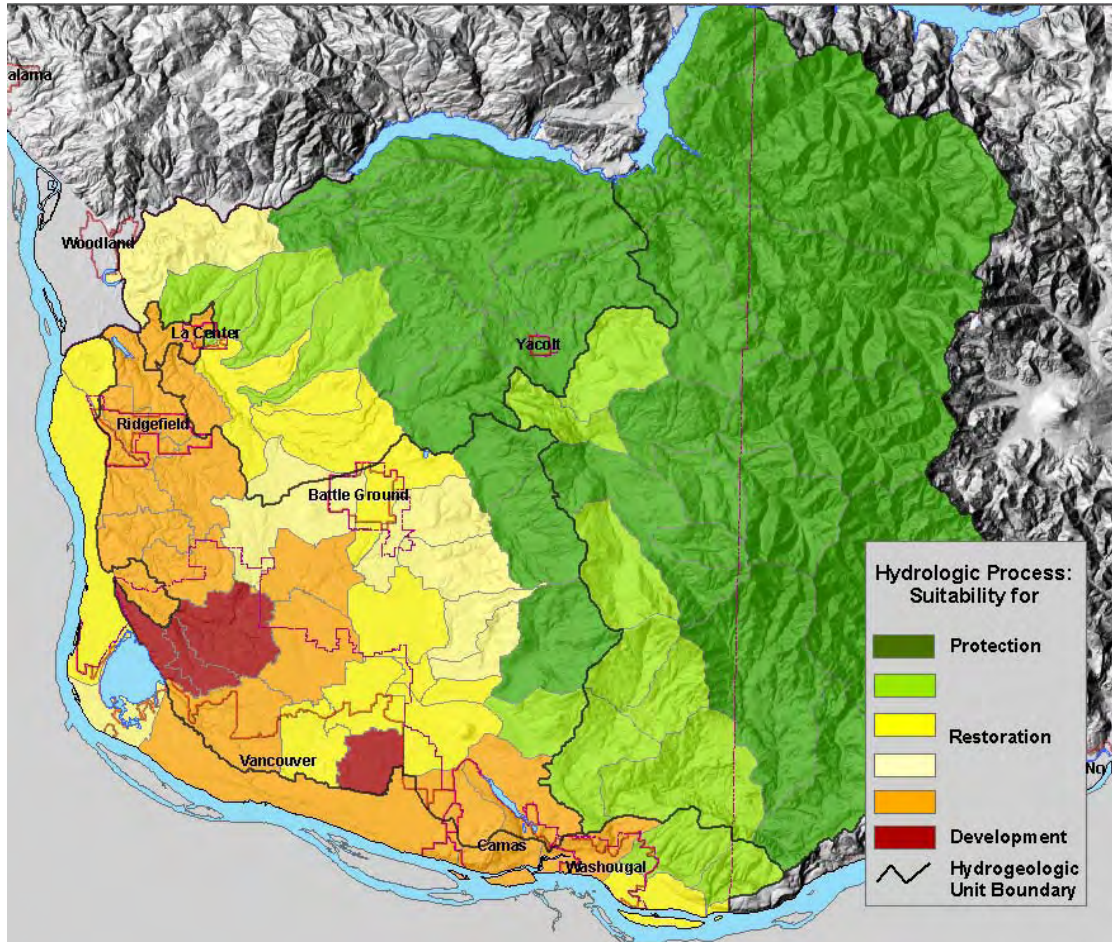 alama
Woodland
La Center
Yacolt
Ridgefield
Battle Ground
Vancouver
Camas
Washougal
No
Hydrologic Process:
Suitability for
Protection
Restoration
Development
Hydrogeologic
Unit Boundary